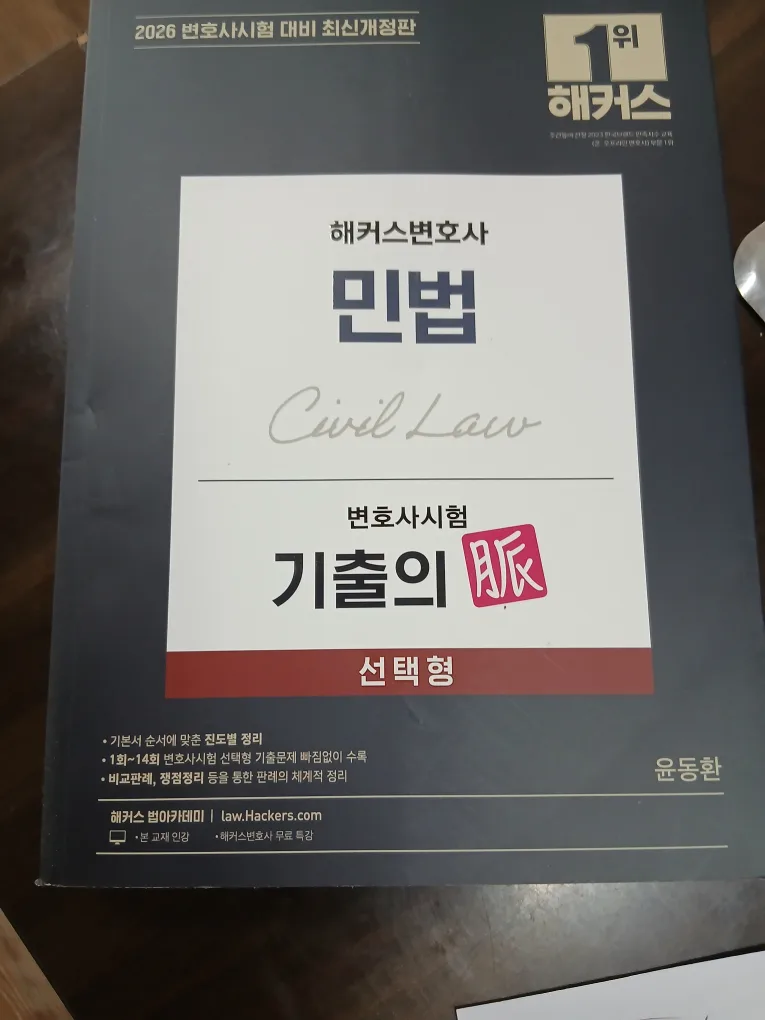 2026 변호사시험 대비 최신개정판
1위
해커스
해커스변호사
민법
Civil Law
변호사시험
기출의 脈
선택형
• 기본서 순서에 맞춘 진도별 정리
• 1회~14회 변호사시험 선택형 기출문제 빠짐없이 수록
• 비교판례, 쟁점정리 등을 통한 판례의 체계적 정리
윤동환
해커스 법아카데미 | law.Hackers.com
• 본 교재 인강 • 해커스변호사 무료 특강